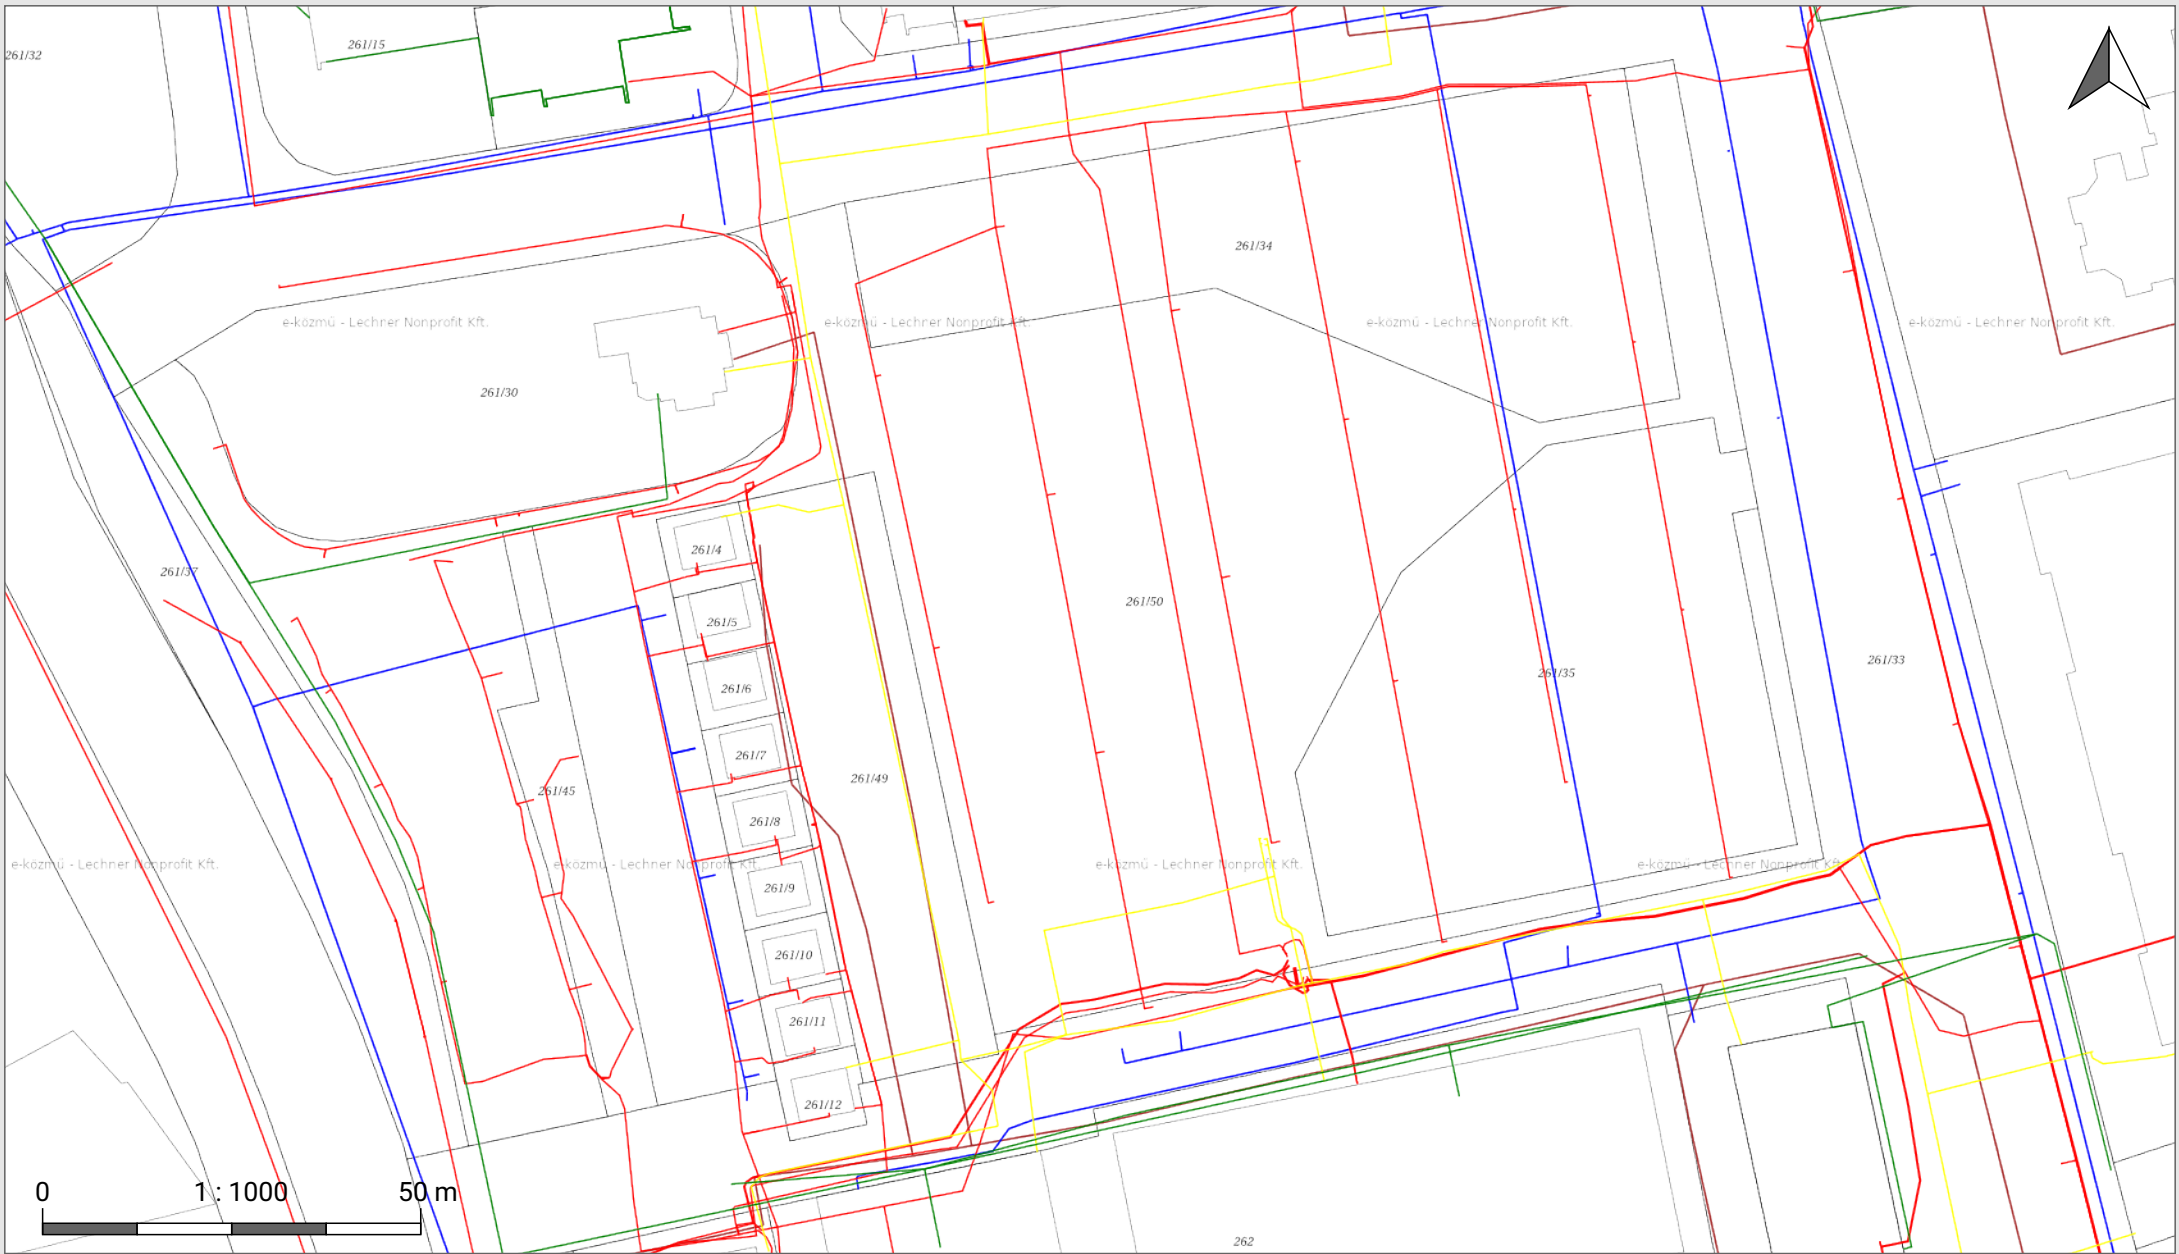 261/15
261/32
261/34
e-közmű - Lechner Nonprofit Kft.
e-közmű - Lechner Nonprofit Kft.
e-közmű - Lechner Nonprofit Kft.
e-közmű - Lechner Nonprofit Kft.
261/30
261/4
261/37
261/50
261/5
261/33
261/35
261/6
261/7
261/49
261/45
261/8
e-közmű - Lechner Nonprofit Kft.
e-közmű - Lechner Nonprofit Kft.
e-közmű - Lechner Nonprofit Kft.
e-közmű - Lechner Nonprofit Kft.
261/9
261/10
261/11
261/12
0 1 : 1000 50 m
262